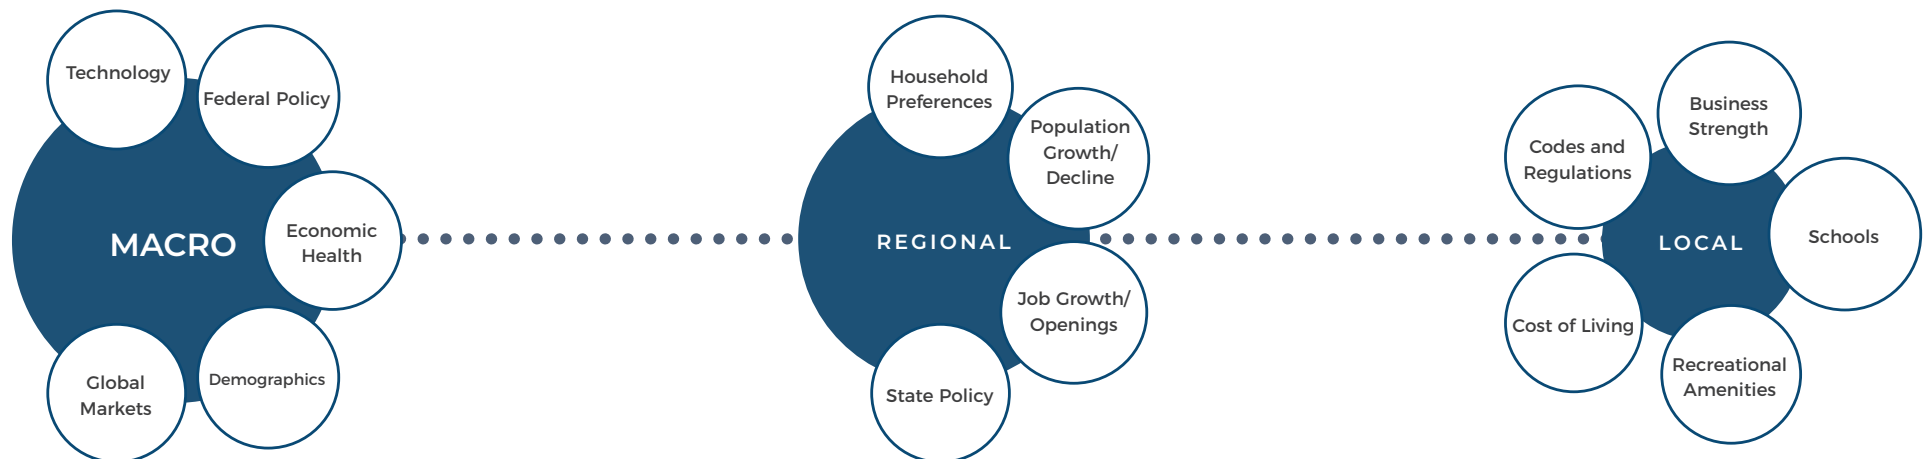 Technology
Federal Policy
Economic
Health
MACRO
Global
Markets
Demographics
Household
Preferences
Population
Growth/
Decline
REGIONAL
Job Growth/
Openings
State Policy
Business
Strength
Codes and
Regulations
Schools
LOCAL
Cost of Living
Recreational
Amenities